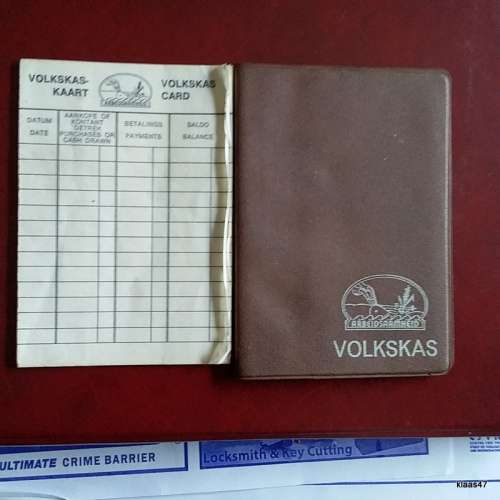 VOLKSKAS-
KAART
VOLKSKAS
CARD
DATUM
DATE
AANKOPE OF
KONTANT
GETREK
PURCHASES OR
CASH DRAWN
BETALINGS
PAYMENTS
SALDO
BALANCE
ARBEIDSAAMHEID
VOLKSKAS
ULTIMATE CRIME BARRIER
Locksmith & Key Cutting
klaas47